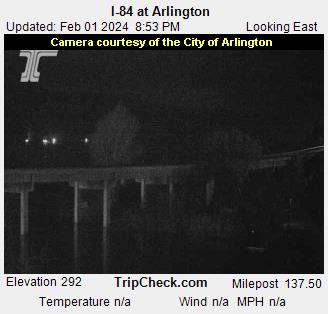 I-84 at Arlington
Updated: Feb 01 2024 8:53 PM Looking East
Camera courtesy of the City of Arlington
Elevation 292 TripCheck.com Milepost 137.50
Temperature n/a Wind n/a MPH n/a